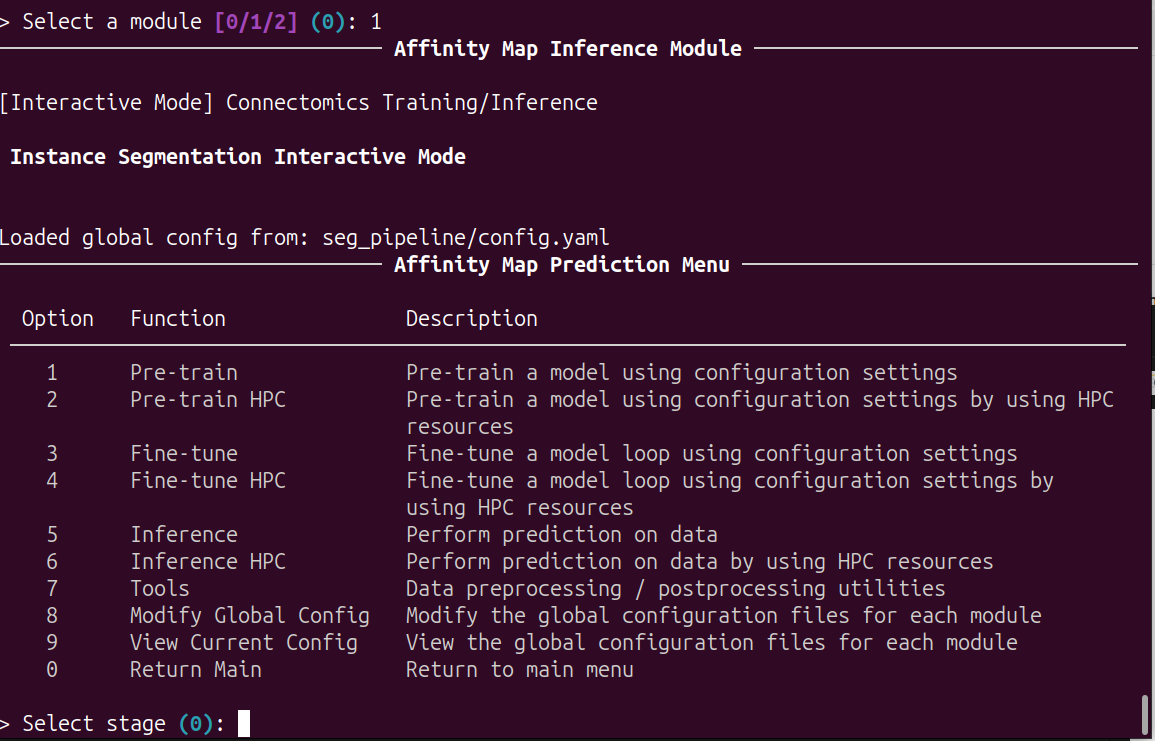 > Select a module [0/1/2] (0): 1
Affinity Map Inference Module
[Interactive Mode] Connectomics Training/Inference
Instance Segmentation Interactive Mode
Loaded global config from: seg_pipeline/config.yaml
Affinity Map Prediction Menu
Option Function Description
1 Pre-train Pre-train a model using configuration settings
2 Pre-train HPC Pre-train a model using configuration settings by using HPC
resources
3 Fine-tune Fine-tune a model loop using configuration settings
4 Fine-tune HPC Fine-tune a model loop using configuration settings by
using HPC resources
5 Inference Perform prediction on data
6 Inference HPC Perform prediction on data by using HPC resources
7 Tools Data preprocessing / postprocessing utilities
8 Modify Global Config Modify the global configuration files for each module
9 View Current Config View the global configuration files for each module
0 Return Main Return to main menu
> Select stage (0):